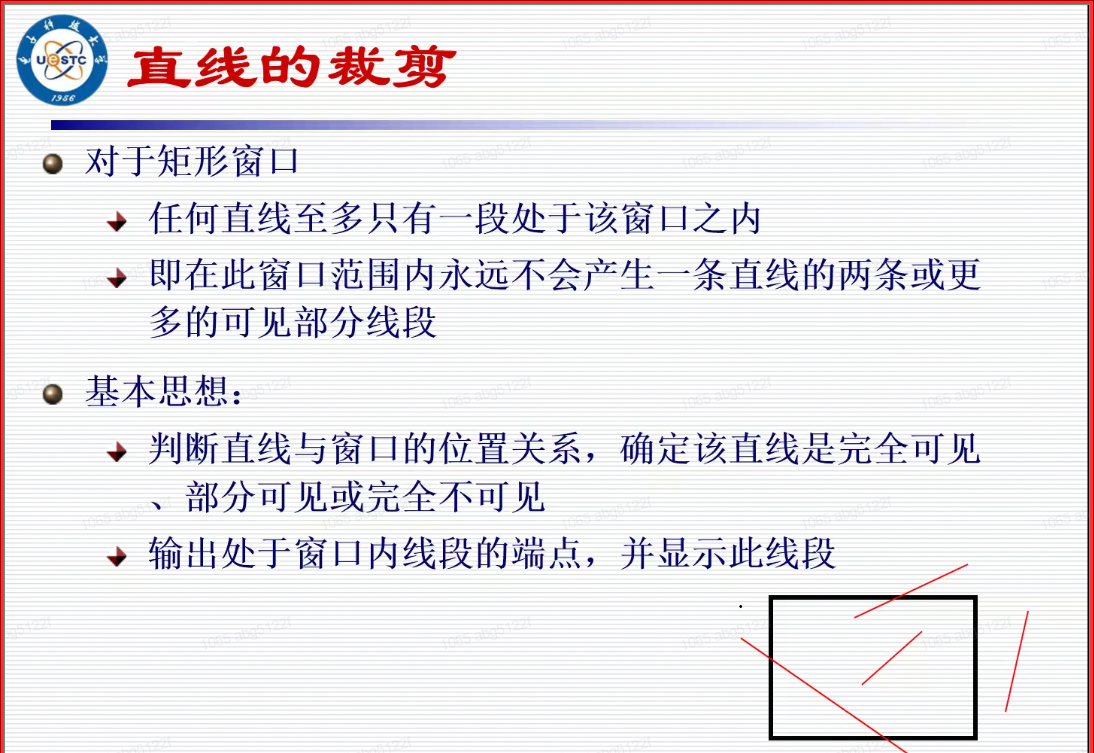 UeSTC
1956
直线的裁剪
对于矩形窗口
任何直线至多只有一段处于该窗口之内
即在此窗口范围内永远不会产生一条直线的两条或更
多的可见部分线段
基本思想：
判断直线与窗口的位置关系，确定该直线是完全可见
、部分可见或完全不可见
输出处于窗口内线段的端点，并显示此线段